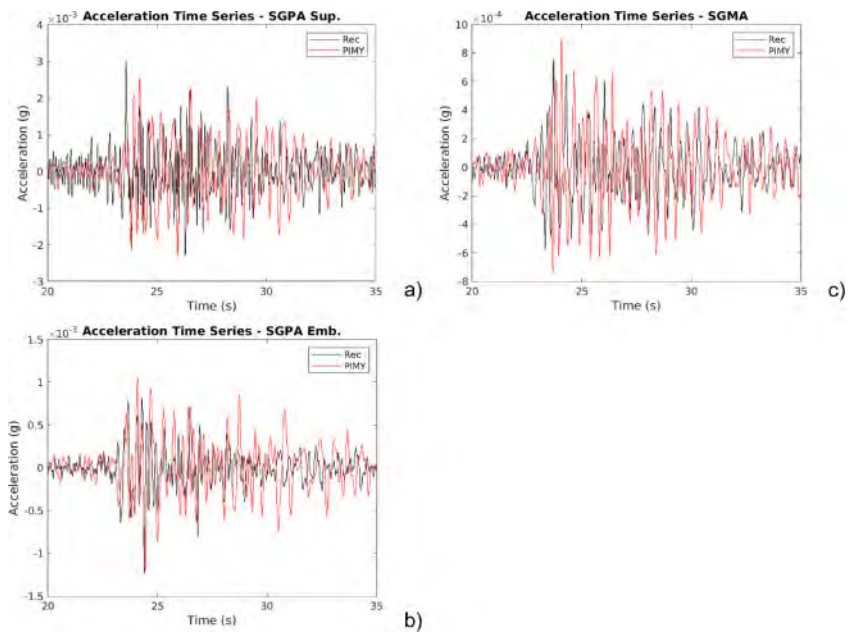 Acceleration Time Series - SGPA Sup.
×10-3
Rec
PIMY
4
3
2
1
0
-1
-2
-3
20
25
30
35
Acceleration (g)
Time (s)
a)
Acceleration Time Series - SGMA
×10-4
Rec
PIMY
10
8
6
4
2
0
-2
-4
-6
-8
20
25
30
35
Acceleration (g)
Time (s)
c)
Acceleration Time Series - SGPA Emb.
×10-3
Rec
PIMY
1.5
1
0.5
0
-0.5
-1
-1.5
20
25
30
35
Acceleration (g)
Time (s)
b)